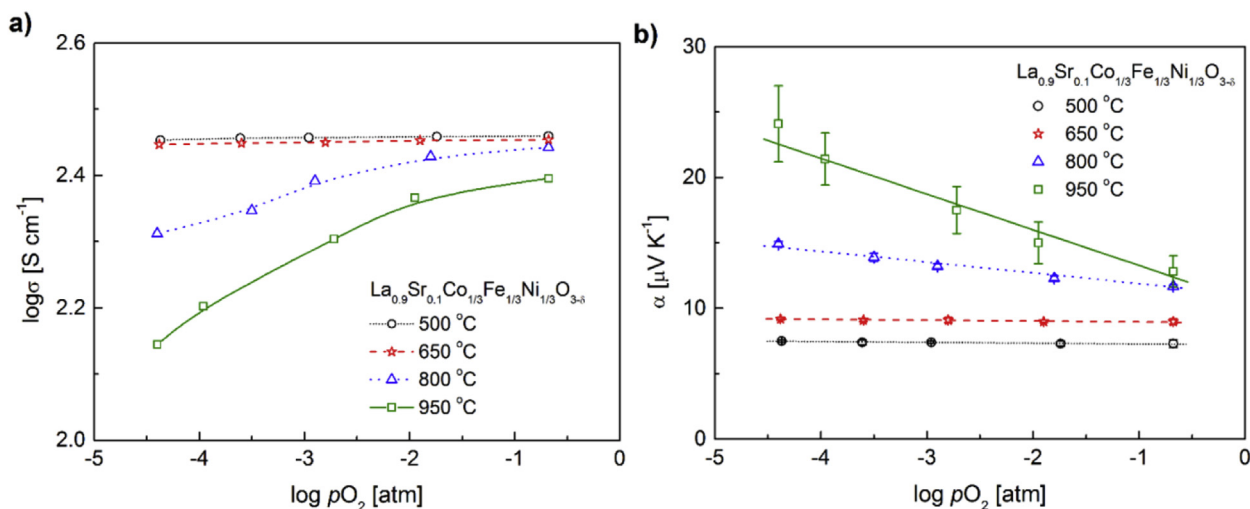 a)
2.6
2.4
2.2
2.0
logσ [S cm⁻¹]
La₀.₉Sr₀.₁Co₁/₃Fe₁/₃Ni₁/₃O₃₋δ
500 °C
650 °C
800 °C
950 °C
-5 -4 -3 -2 -1 0
log pO₂ [atm]
b)
30
20
10
0
α [μV K⁻¹]
La₀.₉Sr₀.₁Co₁/₃Fe₁/₃Ni₁/₃O₃₋δ
500 °C
650 °C
800 °C
950 °C
-5 -4 -3 -2 -1 0
log pO₂ [atm]